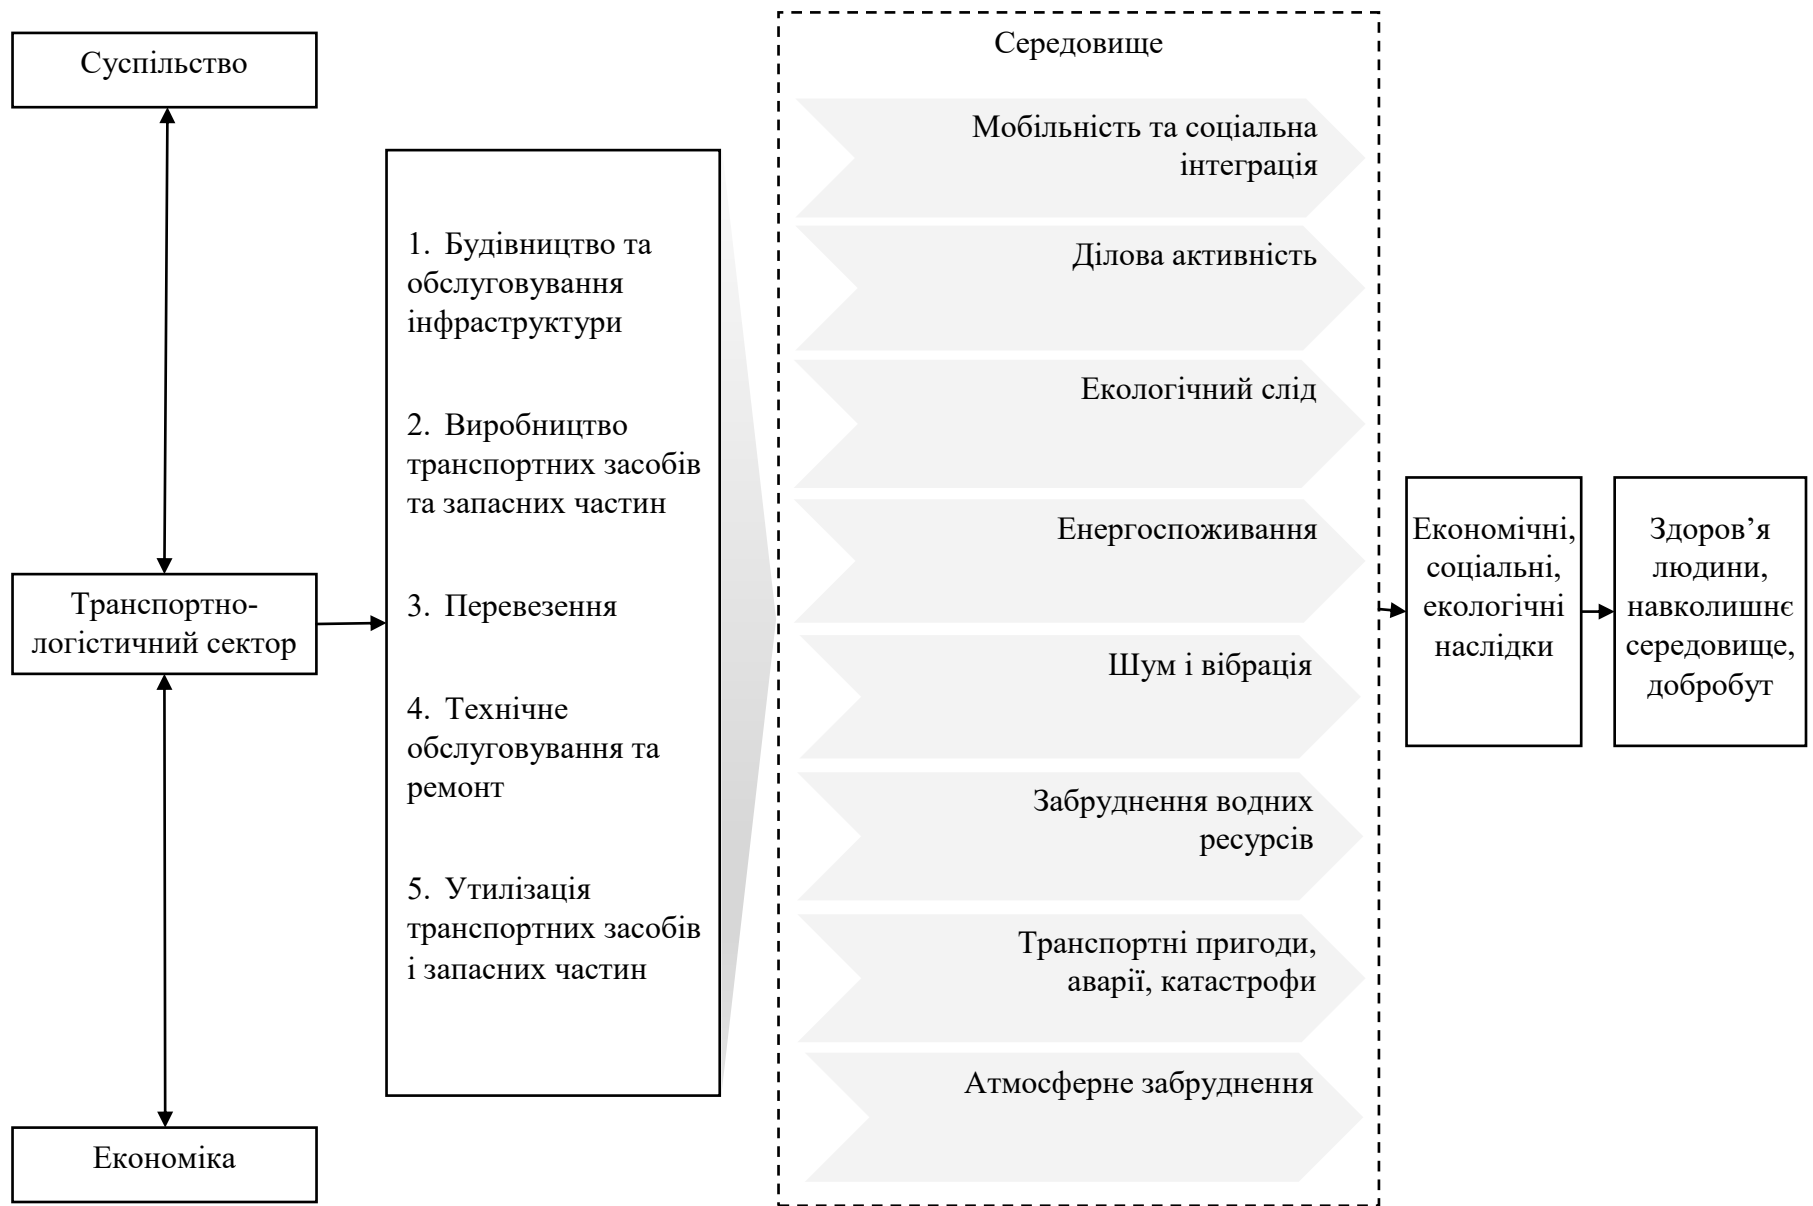 Суспільство
Транспортно-
логістичний сектор
Економіка
1. Будівництво та
обслуговування
інфраструктури
2. Виробництво
транспортних засобів
та запасних частин
3. Перевезення
4. Технічне
обслуговування та
ремонт
5. Утилізація
транспортних засобів
і запасних частин
Середовище
Мобільність та соціальна
інтеграція
Ділова активність
Екологічний слід
Енергоспоживання
Шум і вібрація
Забруднення водних
ресурсів
Транспортні пригоди,
аварії, катастрофи
Атмосферне забруднення
Економічні,
соціальні,
екологічні
наслідки
Здоров’я
людини,
навколишнє
середовище,
добробут